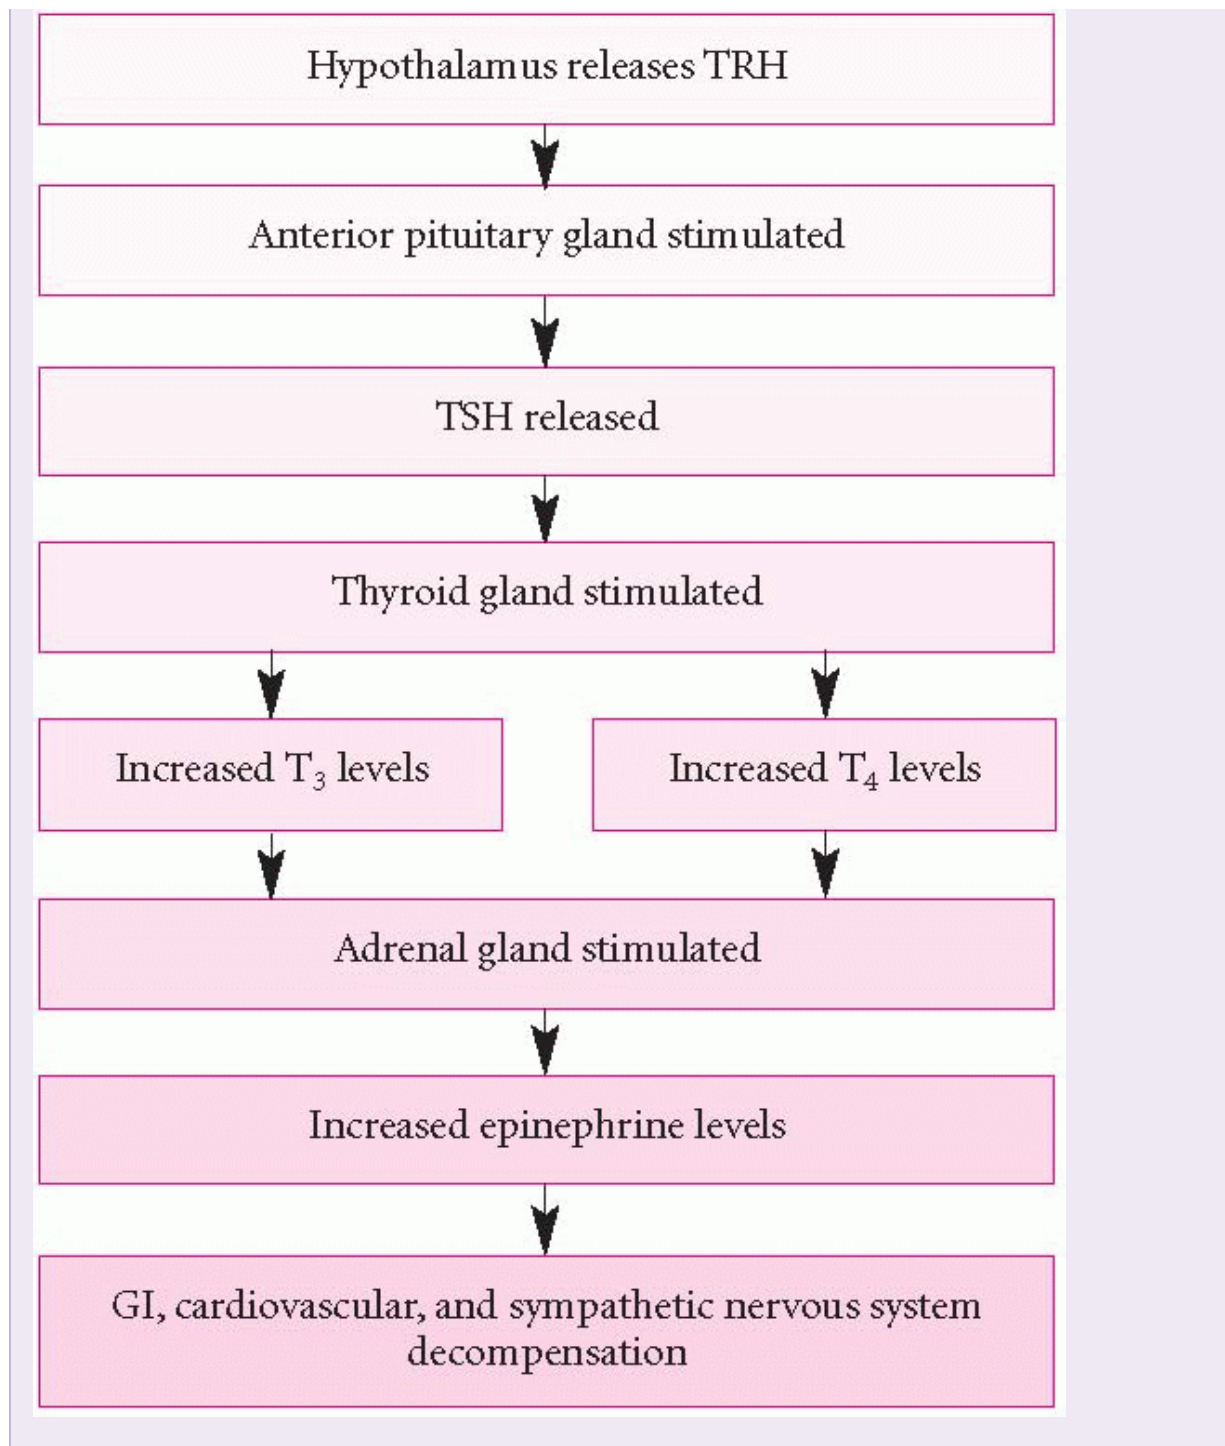 Hypothalamus releases TRH
Anterior pituitary gland stimulated
TSH released
Thyroid gland stimulated
Increased T₃ levels
Increased T₄ levels
Adrenal gland stimulated
Increased epinephrine levels
GI, cardiovascular, and sympathetic nervous system
decompensation